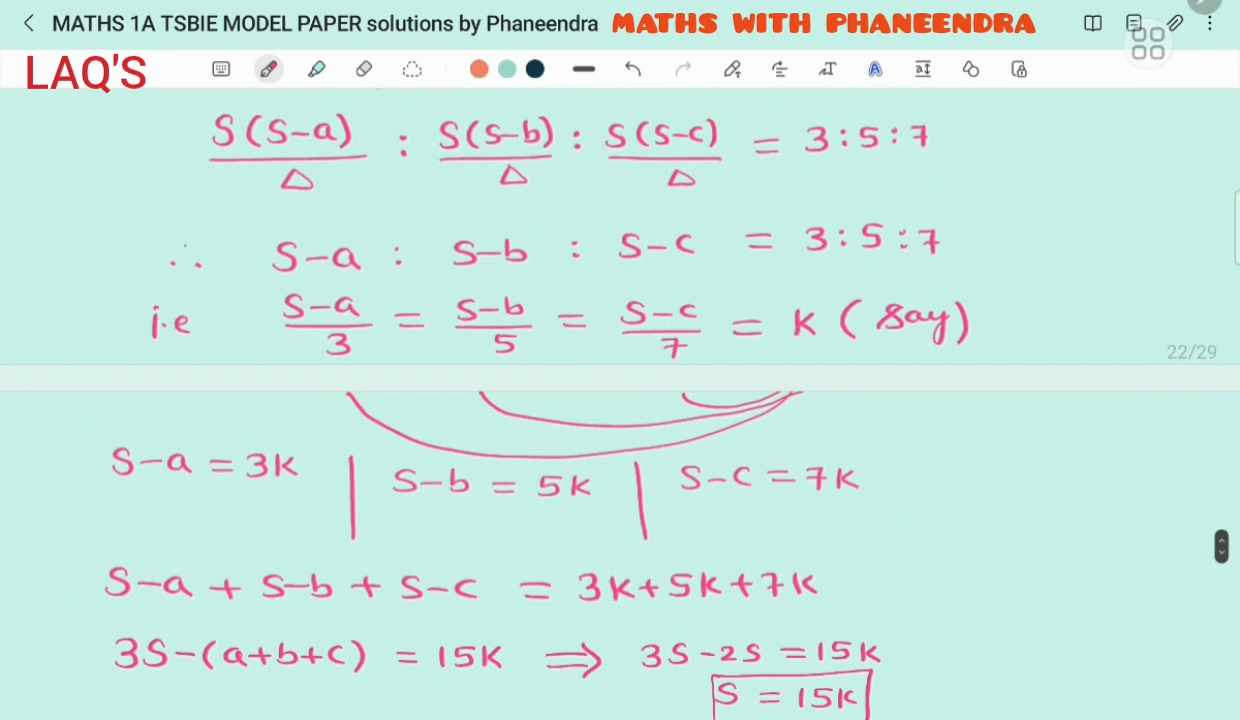 MATHS 1A TSBIE MODEL PAPER solutions by Phaneendra MATHS WITH PHANEENDRA
LAQ'S
S(S-a)/Δ : S(S-b)/Δ : S(S-c)/Δ = 3:5:7
∴ S-a : S-b : S-c = 3:5:7
i.e (S-a)/3 = (S-b)/5 = (S-c)/7 = K (say)
22/29
S-a = 3K | S-b = 5K | S-c = 7K
S-a + S-b + S-c = 3K+5K+7K
3S-(a+b+c) = 15K ⇒ 3S-2S = 15K
S = 15K